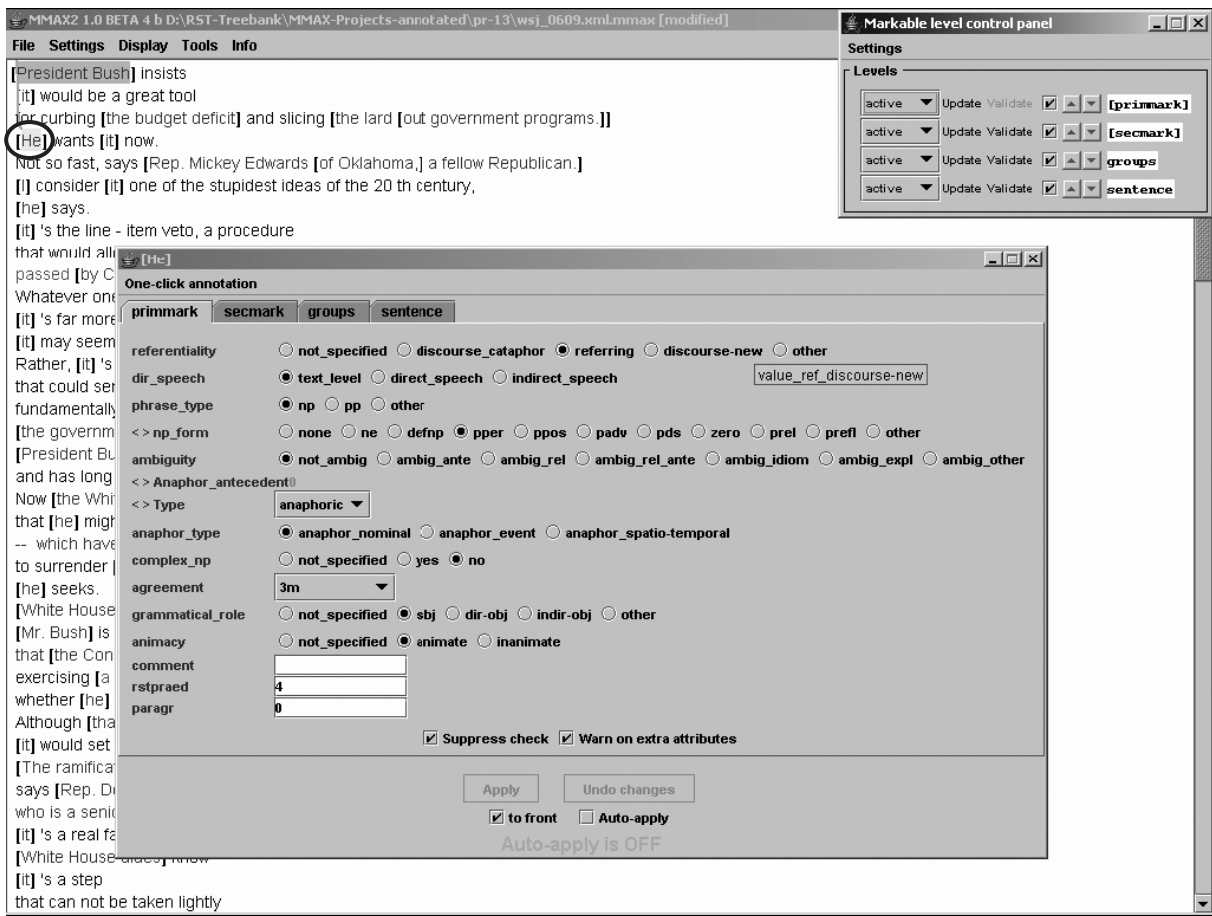 MMAX2 1.0 BETA 4 b D:\RST-Treebank\MMAX-Projects-annotated\pr-13\wsj_0609.xml.mmax [modified]
File Settings Display Tools Info
[President Bush] insists
[it] would be a great tool
for curbing [the budget deficit] and slicing [the lard [out government programs.]]
[He] wants [it] now.
Not so fast, says [Rep. Mickey Edwards [of Oklahoma,] a fellow Republican.]
[I] consider [it] one of the stupidest ideas of the 20 th century,
[he] says.
[it] 's the line - item veto, a procedure
that would all
passed [by C
Whatever one
[it] 's far more
[it] may seem
Rather, [it] 's
that could ser
fundamentally
[the governm
[President Bu
and has long
Now [the Whi
that [he] migh
-- which have
to surrender [
[he] seeks.
[White House
[Mr. Bush] is
that [the Con
exercising [a
whether [he]
Although [tha
[it] would set
[The ramifica
says [Rep. D
who is a senio
[it] 's a real fa
[White House aides] know
[it] 's a step
that can not be taken lightly
Markable level control panel
Settings
Levels
active Update Validate [primmark]
active Update Validate [secmark]
active Update Validate groups
active Update Validate sentence
[He]
One-click annotation
primmark secmark groups sentence
referentiality not_specified discourse_cataphor referring discourse-new other
dir_speech text_level direct_speech indirect_speech value_ref_discourse-new
phrase_type np pp other
<> np_form none ne defnp pper ppos padv pds zero prel prefl other
ambiguity not_ambig ambig_ante ambig_rel ambig_rel_ante ambig_idiom ambig_expl ambig_other
<> Anaphor_antecedent0
<> Type anaphoric
anaphor_type anaphor_nominal anaphor_event anaphor_spatio-temporal
complex_np not_specified yes no
agreement 3m
grammatical_role not_specified sbj dir-obj indir-obj other
animacy not_specified animate inanimate
comment
rstpraed 4
paragr 0
Suppress check Warn on extra attributes
Apply Undo changes
to front Auto-apply
Auto-apply is OFF